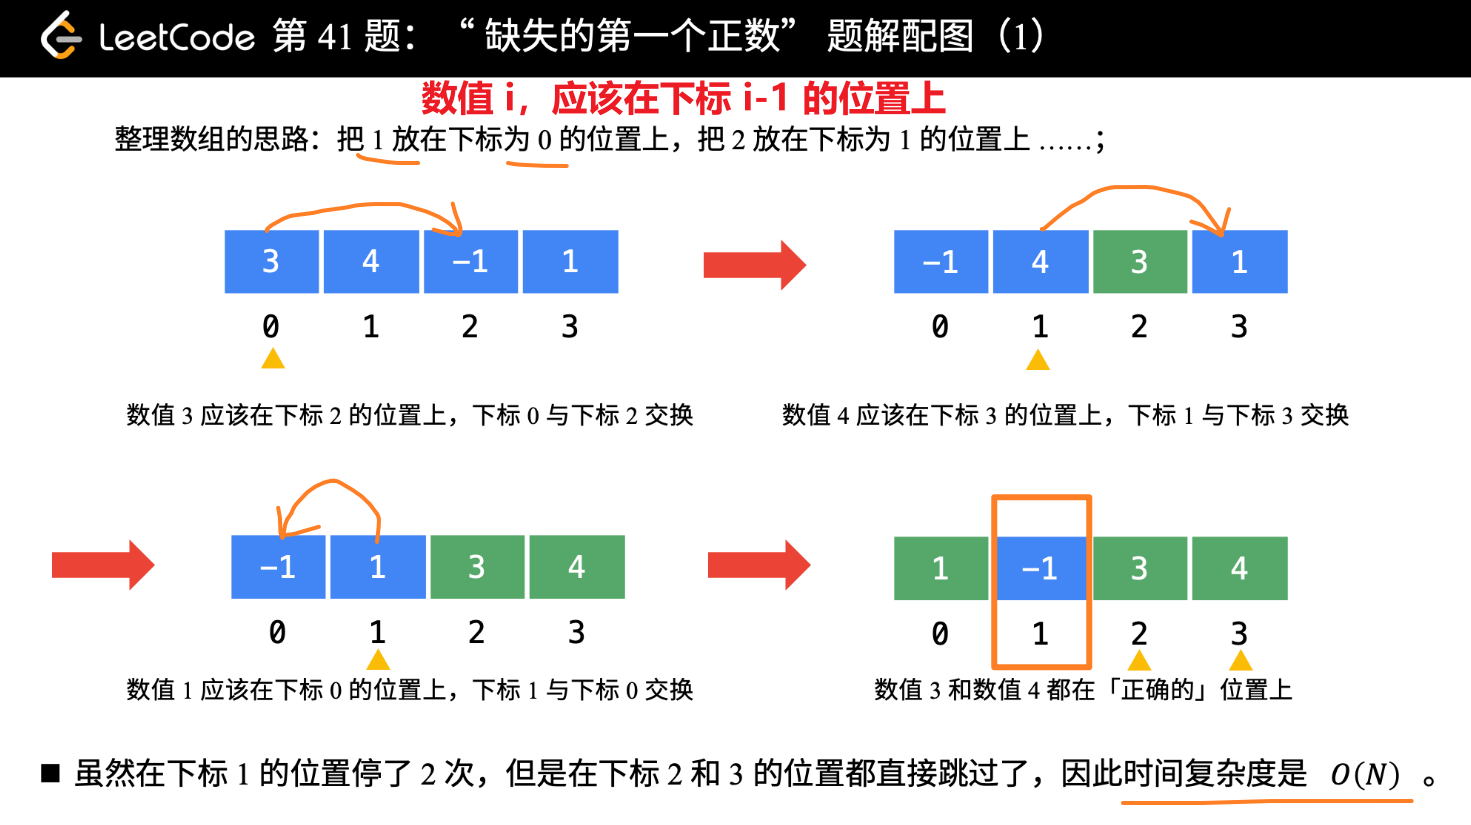 LeetCode 第 41 题：“缺失的第一个正数” 题解配图（1）
数值 i，应该在下标 i-1 的位置上
整理数组的思路：把 1 放在下标为 0 的位置上，把 2 放在下标为 1 的位置上 ……；
3 4 -1 1
0 1 2 3
数值 3 应该在下标 2 的位置上，下标 0 与下标 2 交换
-1 4 3 1
0 1 2 3
数值 4 应该在下标 3 的位置上，下标 1 与下标 3 交换
-1 1 3 4
0 1 2 3
数值 1 应该在下标 0 的位置上，下标 1 与下标 0 交换
1 -1 3 4
0 1 2 3
数值 3 和数值 4 都在「正确的」位置上
■ 虽然在下标 1 的位置停了 2 次，但是在下标 2 和 3 的位置都直接跳过了，因此时间复杂度是 O(N) 。